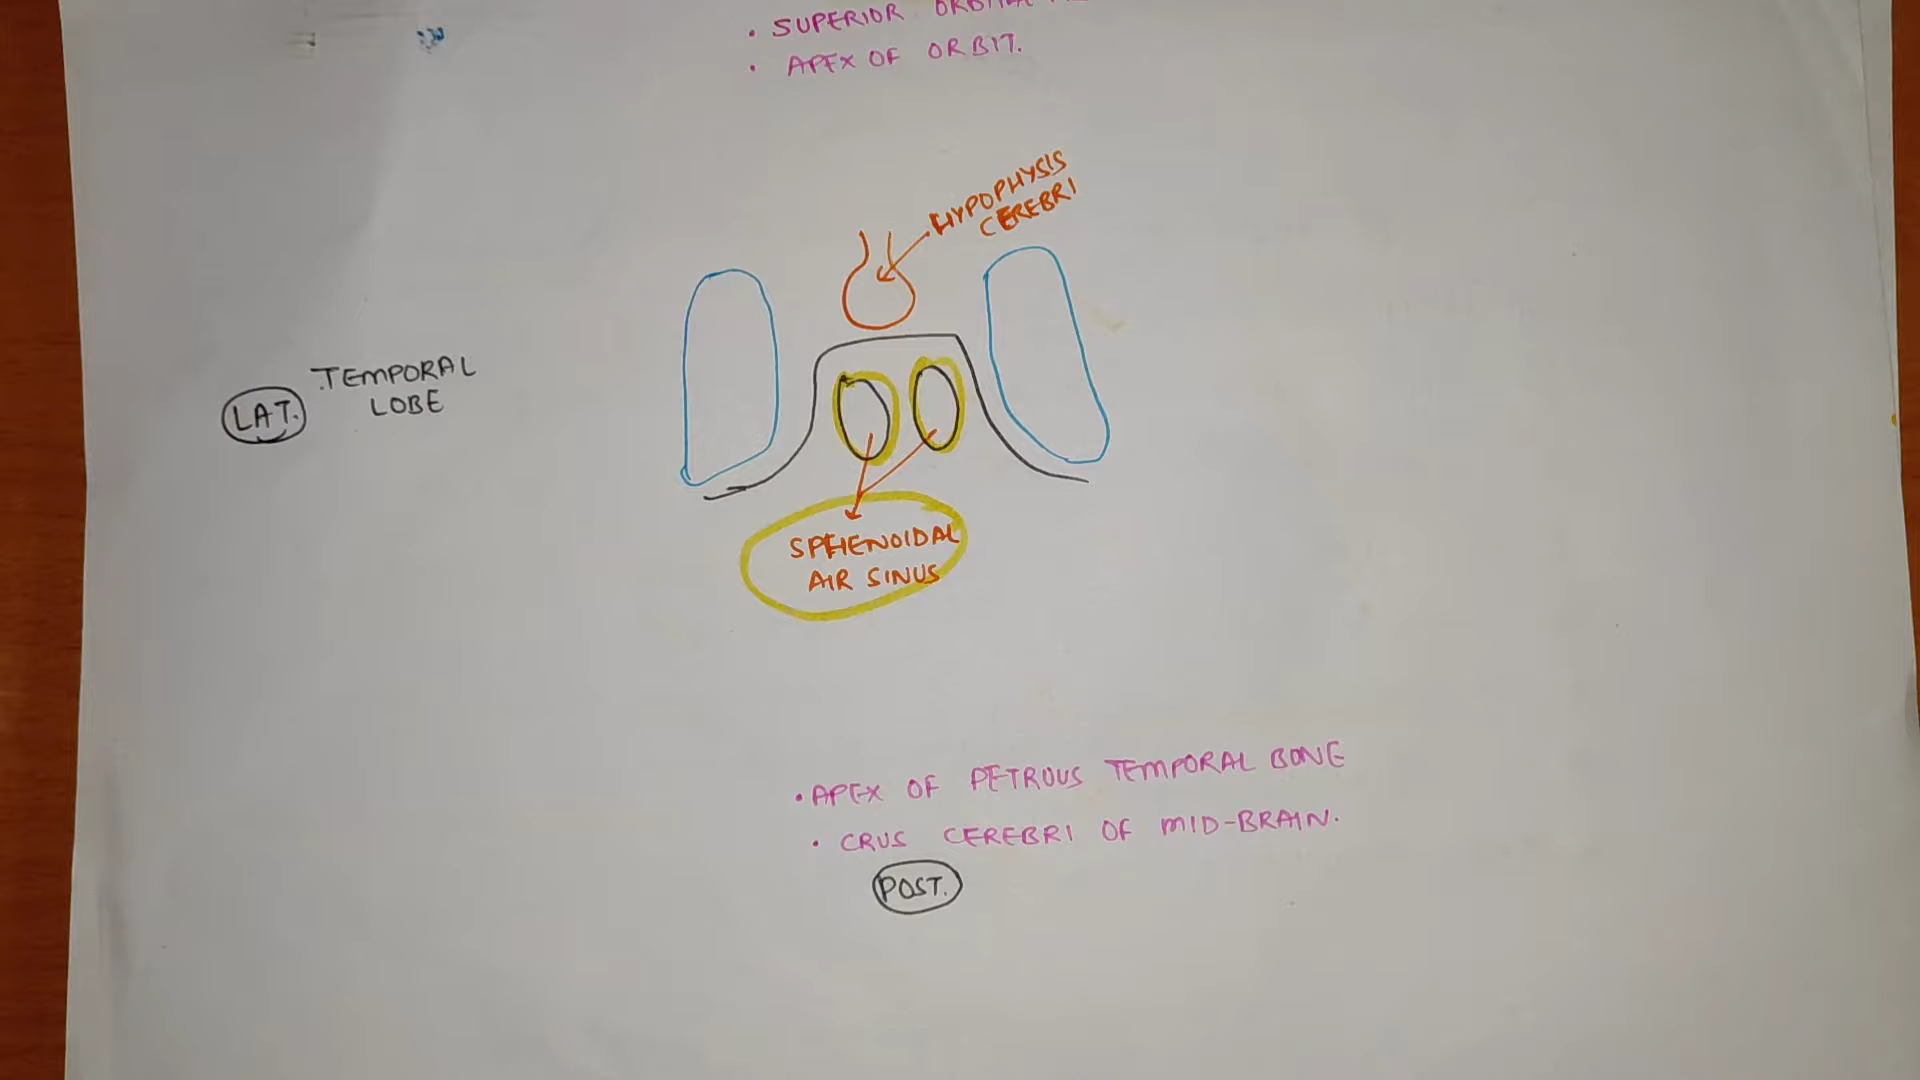 • SUPERIOR ORBITAL
• APEX OF ORBIT.
HYPOPHYSIS
CEREBRI
TEMPORAL
LOBE
LAT.
SPHENOIDAL
AIR SINUS
• APEX OF PETROUS TEMPORAL BONE
• CRUS CEREBRI OF MID-BRAIN.
POST.